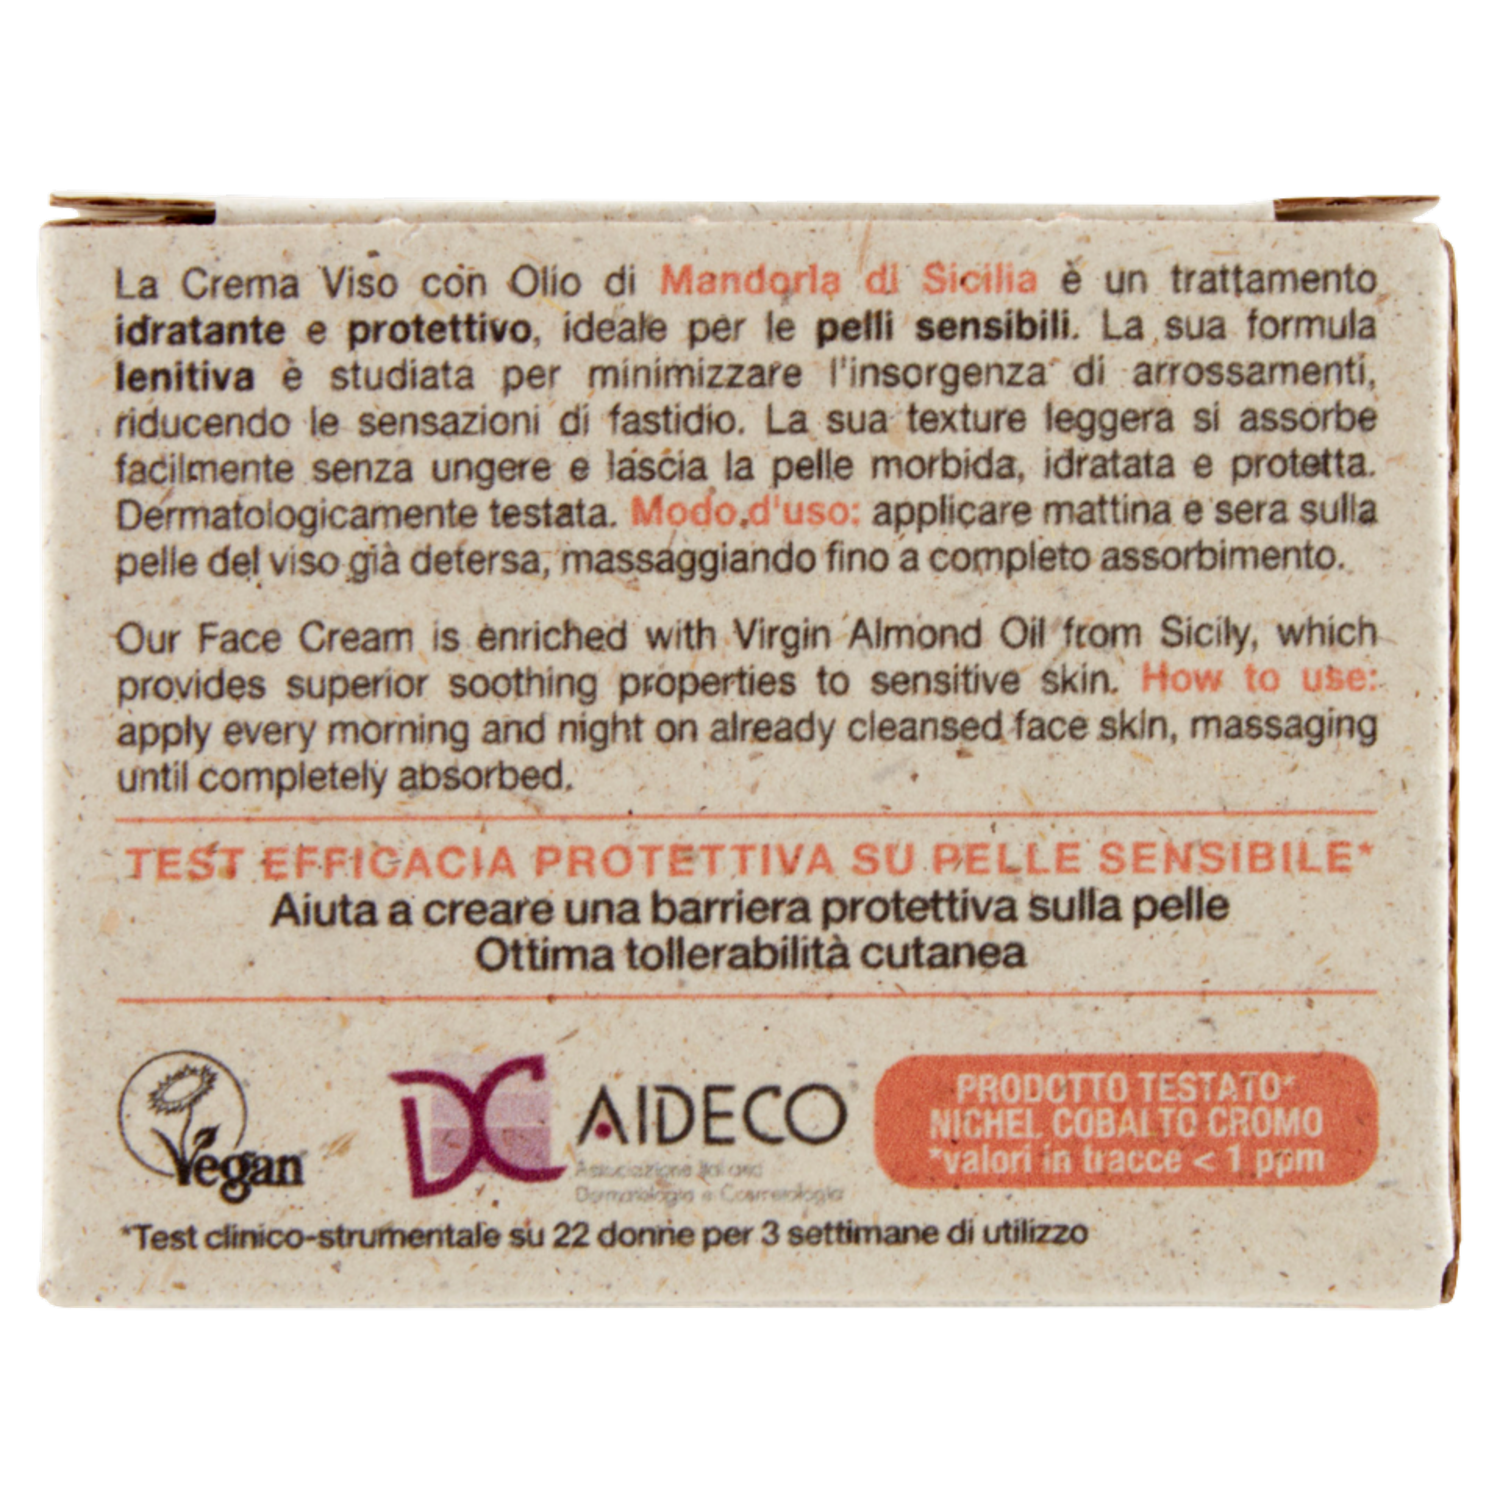 La Crema Viso con Olio di Mandorla di Sicilia è un trattamento
idratante e protettivo, ideale per le pelli sensibili. La sua formula
lenitiva è studiata per minimizzare l'insorgenza di arrossamenti,
riducendo le sensazioni di fastidio. La sua texture leggera si assorbe
facilmente senza ungere e lascia la pelle morbida, idratata e protetta.
Dermatologicamente testata. Modo d'uso: applicare mattina e sera sulla
pelle del viso già detersa, massaggiando fino a completo assorbimento.
Our Face Cream is enriched with Virgin Almond Oil from Sicily, which
provides superior soothing properties to sensitive skin. How to use:
apply every morning and night on already cleansed face skin, massaging
until completely absorbed.
TEST EFFICACIA PROTETTIVA SU PELLE SENSIBILE*
Aiuta a creare una barriera protettiva sulla pelle
Ottima tollerabilità cutanea
Vegan
DC AIDECO
Associazione Italiana
Dermatologia e Cosmetologia
PRODOTTO TESTATO*
NICHEL COBALTO CROMO
*valori in tracce < 1 ppm
*Test clinico-strumentale su 22 donne per 3 settimane di utilizzo